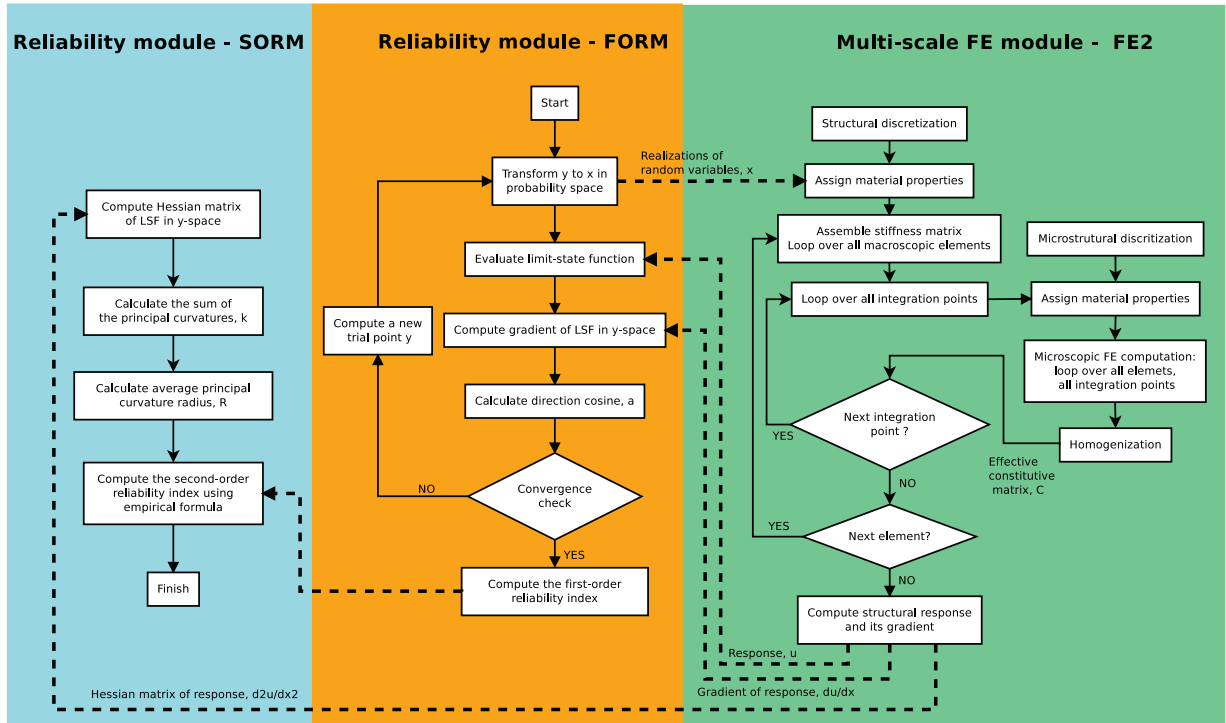 Reliability module - SORM
Compute Hessian matrix
of LSF in y-space
Calculate the sum of
the principal curvatures, k
Calculate average principal
curvature radius, R
Compute the second-order
reliability index using
empirical formula
Finish
Hessian matrix of response, d2u/dx2
Reliability module - FORM
Start
Transform y to x in
probability space
Evaluate limit-state function
Compute gradient of LSF in y-space
Compute a new
trial point y
Calculate direction cosine, a
NO
Convergence
check
YES
Compute the first-order
reliability index
Multi-scale FE module -  FE2
Realizations of
random variables, x
Structural discretization
Assign material properties
Assemble stiffness matrix
Loop over all macroscopic elements
Loop over all integration points
Microstrutural discritization
Assign material properties
Microscopic FE computation:
loop over all elemets,
all integration points
Homogenization
Effective
constitutive
matrix, C
Next integration
point ?
YES
NO
Next element?
YES
NO
Compute structural response
and its gradient
Response, u
Gradient of response, du/dx